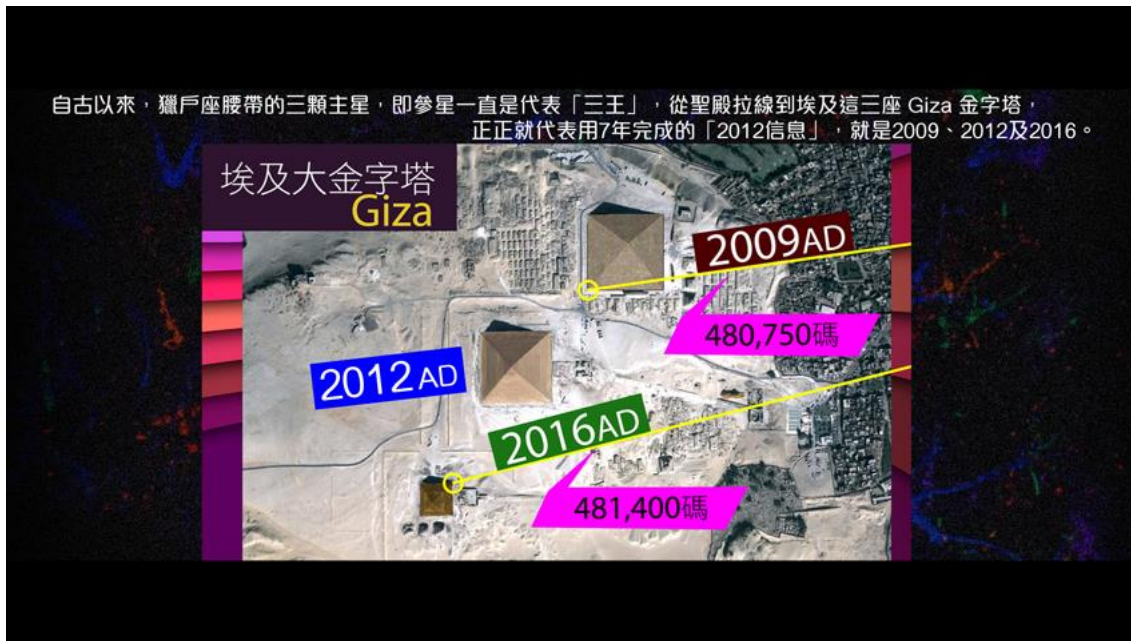 自古以來，獵戶座腰帶的三顆主星，即參星一直是代表「三王」，從聖殿拉線到埃及這三座 Giza 金字塔，
正正就代表用7年完成的「2012信息」，就是2009、2012及2016。
埃及大金字塔
Giza
2009AD
480,750碼
2012 AD
2016AD
481,400碼